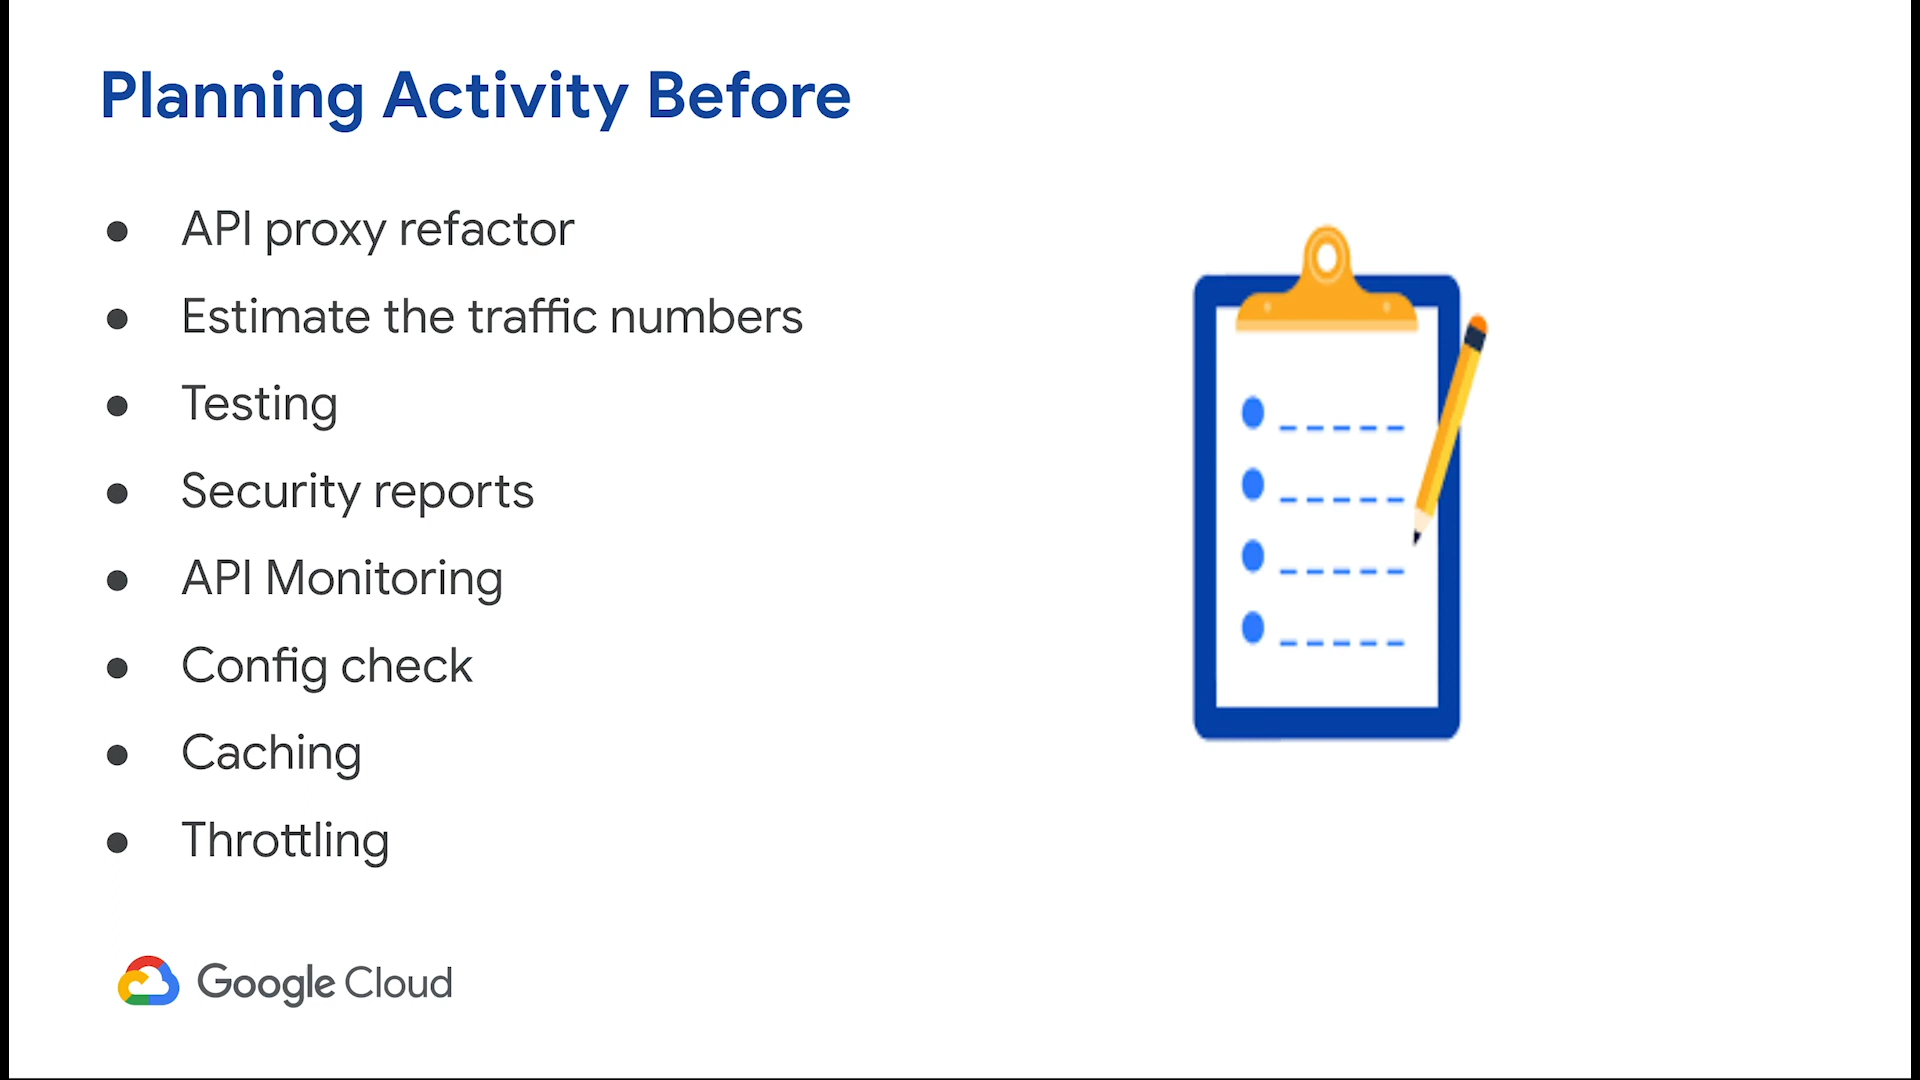 Planning Activity Before
● API proxy refactor
● Estimate the traffic numbers
● Testing
● Security reports
● API Monitoring
● Config check
● Caching
● Throttling
Google Cloud